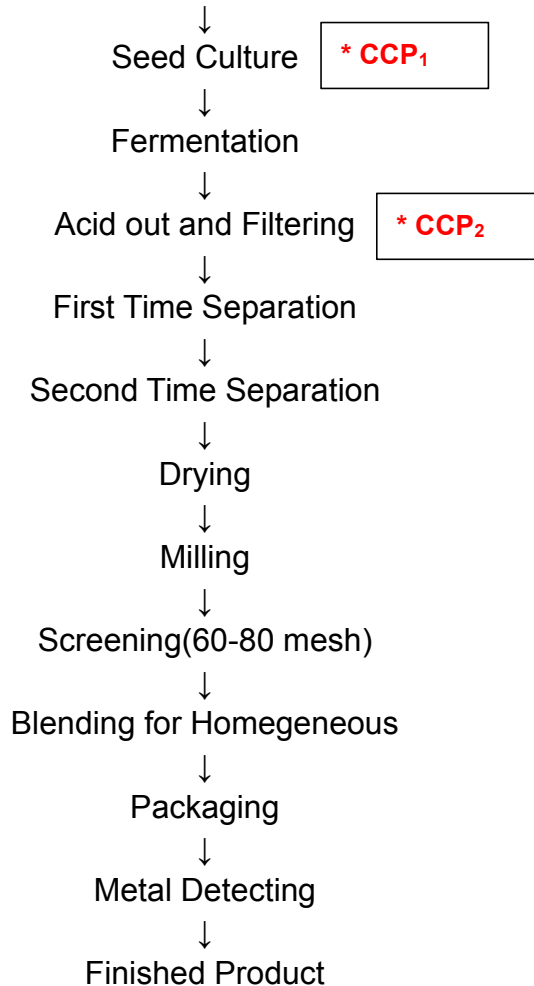 ↓
Seed Culture * CCP₁
↓
Fermentation
↓
Acid out and Filtering * CCP₂
↓
First Time Separation
↓
Second Time Separation
↓
Drying
↓
Milling
↓
Screening(60-80 mesh)
↓
Blending for Homegeneous
↓
Packaging
↓
Metal Detecting
↓
Finished Product